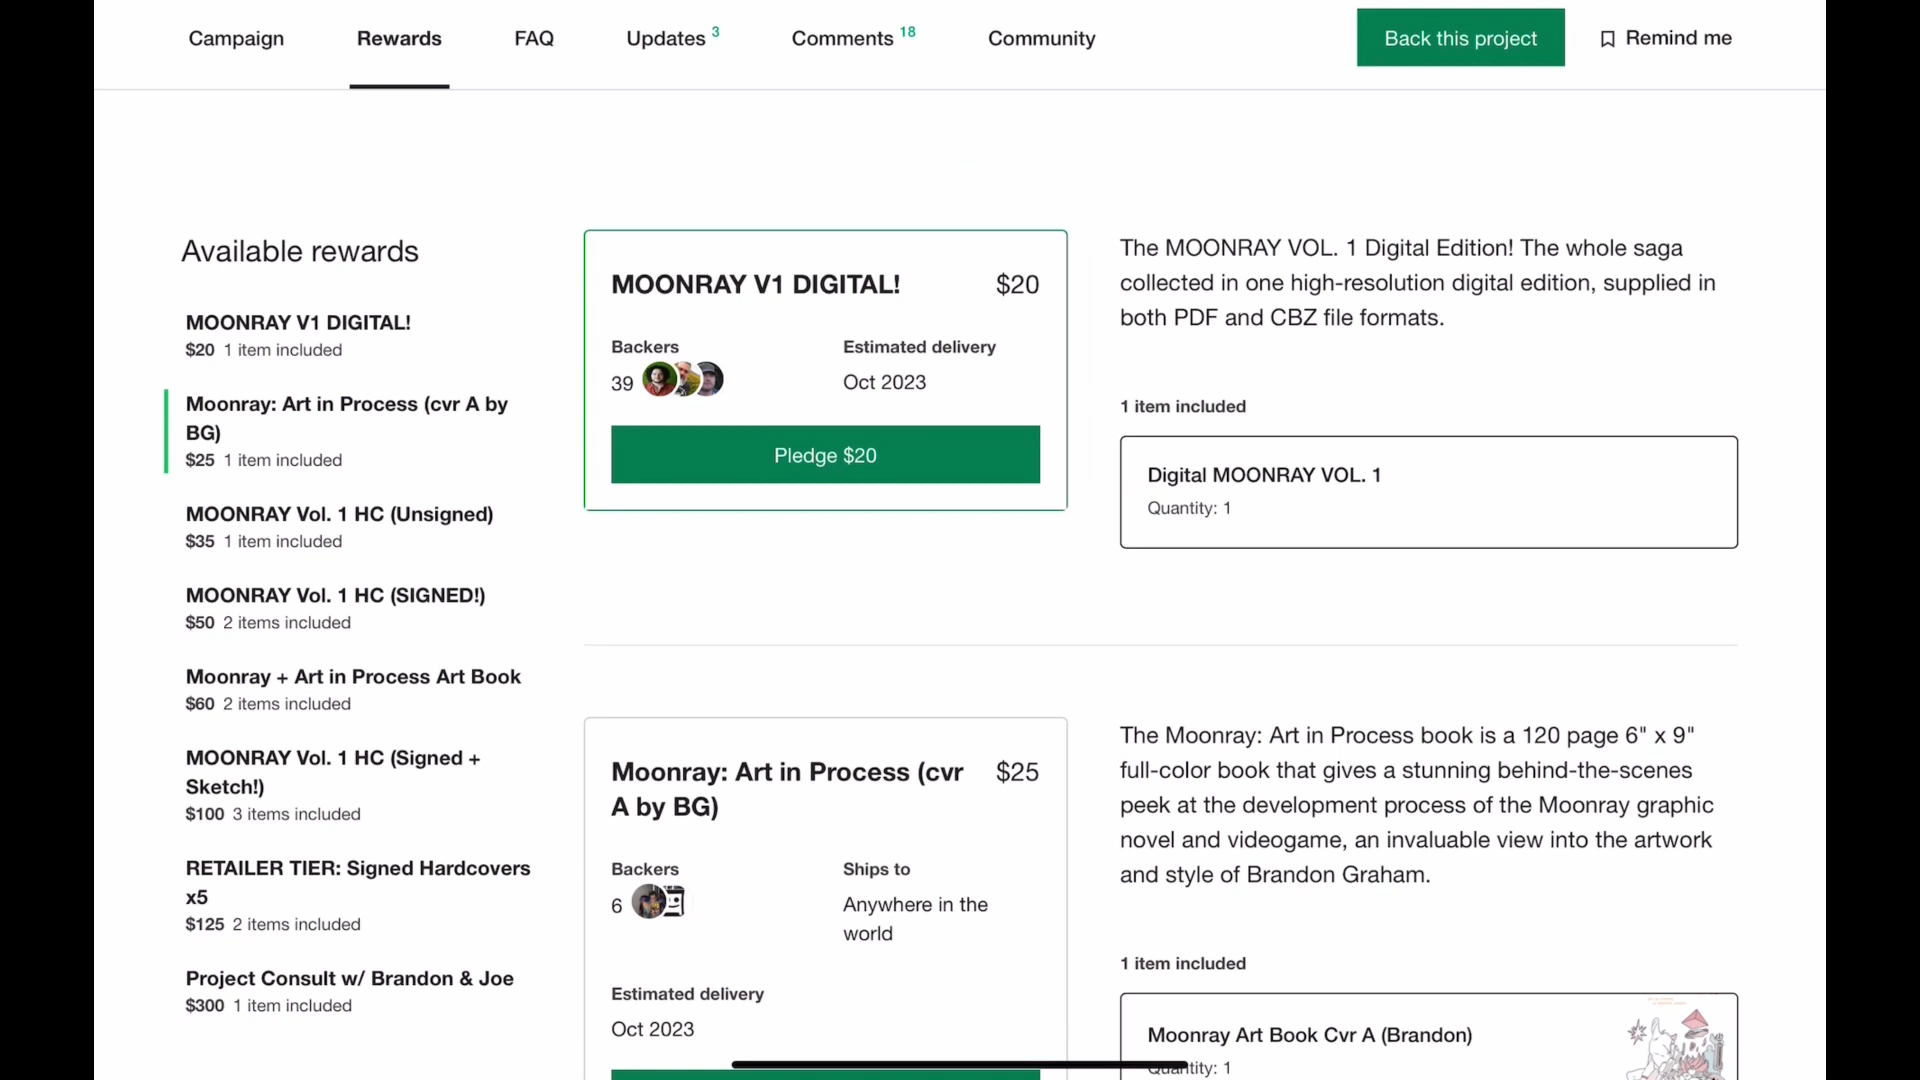 Campaign
Rewards
FAQ
Updates 3
Comments 18
Community
Back this project
Remind me
Available rewards
MOONRAY V1 DIGITAL!
$20 1 item included
Moonray: Art in Process (cvr A by
BG)
$25 1 item included
MOONRAY Vol. 1 HC (Unsigned)
$35 1 item included
MOONRAY Vol. 1 HC (SIGNED!)
$50 2 items included
Moonray + Art in Process Art Book
$60 2 items included
MOONRAY Vol. 1 HC (Signed +
Sketch!)
$100 3 items included
RETAILER TIER: Signed Hardcovers
x5
$125 2 items included
Project Consult w/ Brandon & Joe
$300 1 item included
MOONRAY V1 DIGITAL!
$20
Backers
39
Estimated delivery
Oct 2023
Pledge $20
The MOONRAY VOL. 1 Digital Edition! The whole saga
collected in one high-resolution digital edition, supplied in
both PDF and CBZ file formats.
1 item included
Digital MOONRAY VOL. 1
Quantity: 1
Moonray: Art in Process (cvr
A by BG)
$25
Backers
6
Ships to
Anywhere in the
world
Estimated delivery
Oct 2023
The Moonray: Art in Process book is a 120 page 6" x 9"
full-color book that gives a stunning behind-the-scenes
peek at the development process of the Moonray graphic
novel and videogame, an invaluable view into the artwork
and style of Brandon Graham.
1 item included
Moonray Art Book Cvr A (Brandon)
Quantity: 1